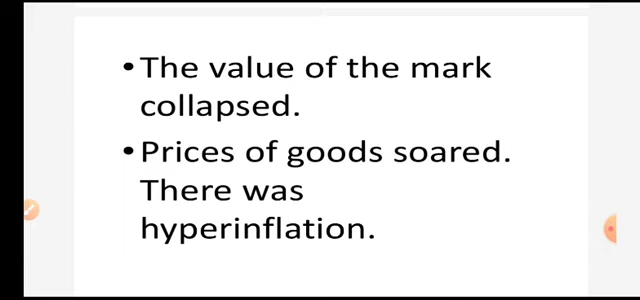 •The value of the mark
collapsed.
•Prices of goods soared.
There was
hyperinflation.